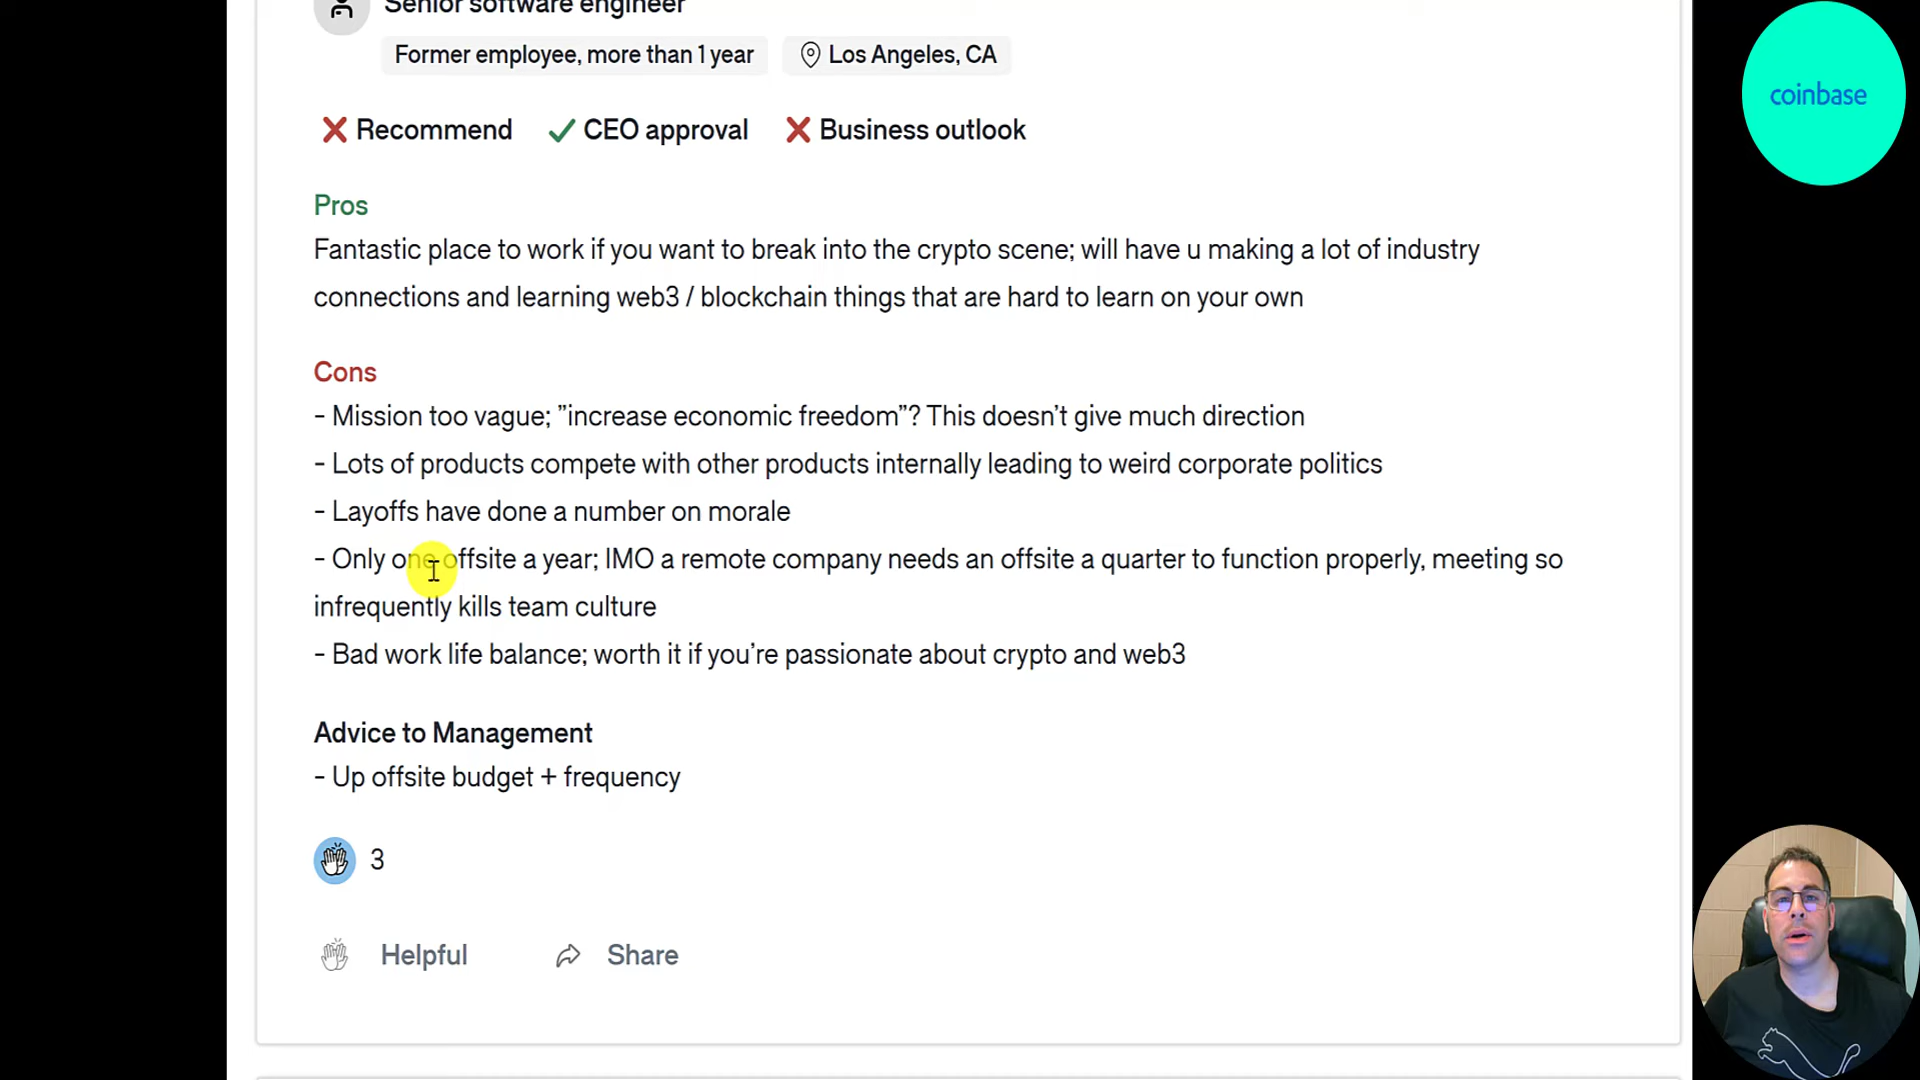 Senior software engineer
Former employee, more than 1 year
Los Angeles, CA
coinbase
Recommend
CEO approval
Business outlook
Pros
Fantastic place to work if you want to break into the crypto scene; will have u making a lot of industry
connections and learning web3 / blockchain things that are hard to learn on your own
Cons
- Mission too vague; ”increase economic freedom”? This doesn’t give much direction
- Lots of products compete with other products internally leading to weird corporate politics
- Layoffs have done a number on morale
- Only one offsite a year; IMO a remote company needs an offsite a quarter to function properly, meeting so
infrequently kills team culture
- Bad work life balance; worth it if you’re passionate about crypto and web3
Advice to Management
- Up offsite budget + frequency
3
Helpful
Share